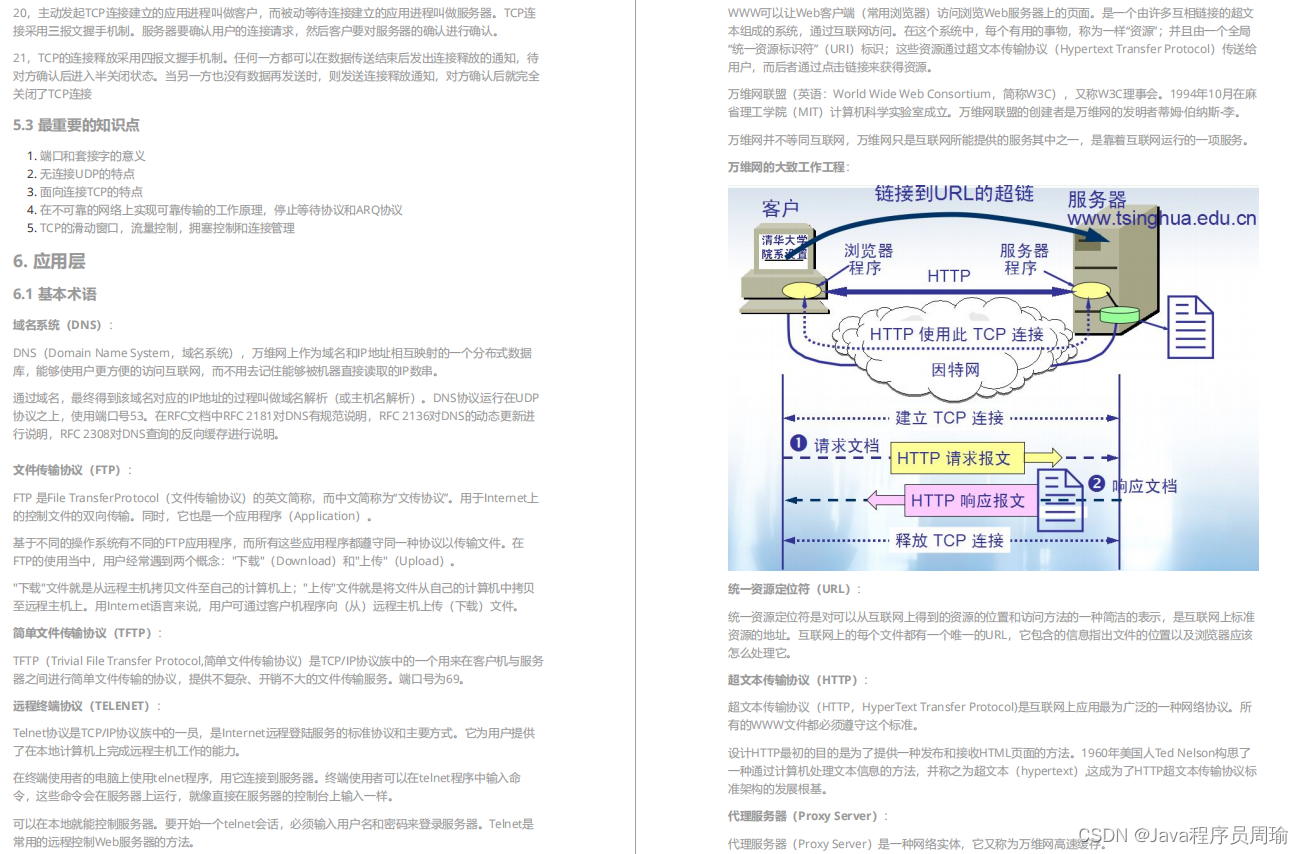 20，主动发起TCP连接建立的应用进程叫做客户，而被动等待连接建立的应用进程叫做服务器。TCP连
接采用三报文握手机制。服务器要确认用户的连接请求，然后客户要对服务器的确认进行确认。
21，TCP的连接释放采用四报文握手机制。任何一方都可以在数据传送结束后发出连接释放的通知，待
对方确认后进入半关闭状态。当另一方也没有数据再发送时，则发送连接释放通知，对方确认后就完全
关闭了TCP连接
5.3 最重要的知识点
1. 端口和套接字的意义
2. 无连接UDP的特点
3. 面向连接TCP的特点
4. 在不可靠的网络上实现可靠传输的工作原理，停止等待协议和ARQ协议
5. TCP的滑动窗口，流量控制，拥塞控制和连接管理
6. 应用层
6.1 基本术语
域名系统（DNS）：
DNS（Domain Name System，域名系统），万维网上作为域名和IP地址相互映射的一个分布式数据
库，能够使用户更方便的访问互联网，而不用去记住能够被机器直接读取的IP数串。
通过域名，最终得到该域名对应的IP地址的过程叫做域名解析（或主机名解析）。DNS协议运行在UDP
协议之上，使用端口号53。在RFC文档中RFC 2181对DNS有规范说明，RFC 2136对DNS的动态更新进
行说明，RFC 2308对DNS查询的反向缓存进行说明。
文件传输协议（FTP）：
FTP 是File TransferProtocol（文件传输协议）的英文简称，而中文简称为“文传协议”。用于Internet上
的控制文件的双向传输。同时，它也是一个应用程序（Application）。
基于不同的操作系统有不同的FTP应用程序，而所有这些应用程序都遵守同一种协议以传输文件。在
FTP的使用当中，用户经常遇到两个概念："下载"（Download）和"上传"（Upload）。
"下载"文件就是从远程主机拷贝文件至自己的计算机上；"上传"文件就是将文件从自己的计算机中拷贝
至远程主机上。用Internet语言来说，用户可通过客户机程序向（从）远程主机上传（下载）文件。
简单文件传输协议（TFTP）：
TFTP（Trivial File Transfer Protocol,简单文件传输协议）是TCP/IP协议族中的一个用来在客户机与服务
器之间进行简单文件传输的协议，提供不复杂、开销不大的文件传输服务。端口号为69。
远程终端协议（TELENET）：
Telnet协议是TCP/IP协议族中的一员，是Internet远程登陆服务的标准协议和主要方式。它为用户提供
了在本地计算机上完成远程主机工作的能力。
在终端使用者的电脑上使用telnet程序，用它连接到服务器。终端使用者可以在telnet程序中输入命
令，这些命令会在服务器上运行，就像直接在服务器的控制台上输入一样。
可以在本地就能控制服务器。要开始一个telnet会话，必须输入用户名和密码来登录服务器。Telnet是
常用的远程控制Web服务器的方法。
WWW可以让Web客户端（常用浏览器）访问浏览Web服务器上的页面。是一个由许多互相链接的超文
本组成的系统，通过互联网访问。在这个系统中，每个有用的事物，称为一样“资源”；并且由一个全局
“统一资源标识符”（URI）标识；这些资源通过超文本传输协议（Hypertext Transfer Protocol）传送给
用户，而后者通过点击链接来获得资源。
万维网联盟（英语：World Wide Web Consortium，简称W3C），又称W3C理事会。1994年10月在麻
省理工学院（MIT）计算机科学实验室成立。万维网联盟的创建者是万维网的发明者蒂姆·伯纳斯-李。
万维网并不等同互联网，万维网只是互联网所能提供的服务其中之一，是靠着互联网运行的一项服务。
万维网的大致工作工程：
链接到URL的超链
客户
服务器
www.tsinghua.edu.cn
清华大学
院系设置
浏览器
程序
服务器
程序
HTTP
HTTP 使用此 TCP 连接
因特网
建立 TCP 连接
❶ 请求文档
HTTP 请求报文
HTTP 响应报文
❷ 响应文档
释放 TCP 连接
统一资源定位符（URL）：
统一资源定位符是对可以从互联网上得到的资源的位置和访问方法的一种简洁的表示，是互联网上标准
资源的地址。互联网上的每个文件都有一个唯一的URL，它包含的信息指出文件的位置以及浏览器应该
怎么处理它。
超文本传输协议（HTTP）：
超文本传输协议（HTTP，HyperText Transfer Protocol)是互联网上应用最为广泛的一种网络协议。所
有的WWW文件都必须遵守这个标准。
设计HTTP最初的目的是为了提供一种发布和接收HTML页面的方法。1960年美国人Ted Nelson构思了
一种通过计算机处理文本信息的方法，并称之为超文本（hypertext）,这成为了HTTP超文本传输协议标
准架构的发展根基。
代理服务器（Proxy Server）：
代理服务器（Proxy Server）是一种网络实体，它又称为万维网高速缓存。
CSDN @Java程序员周瑜